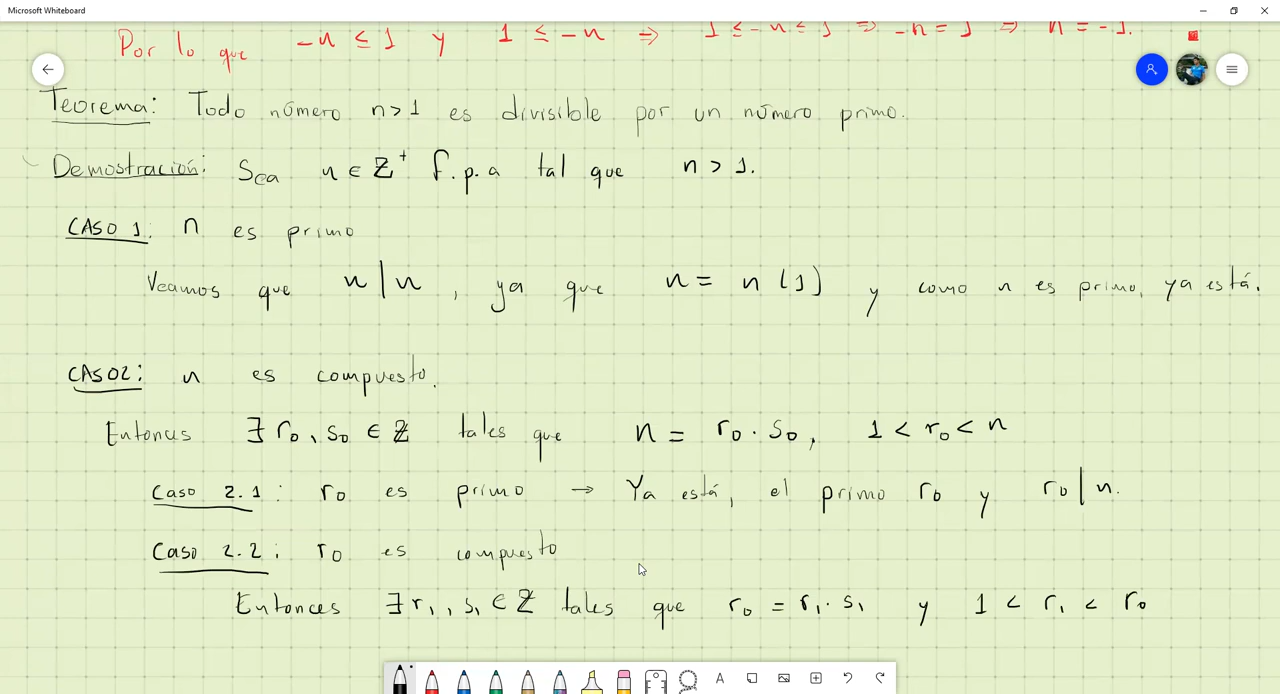 Microsoft Whiteboard
Por lo que -n ≤ 1 y 1 ≤ -n ⇒ 1 ≤ -n ≤ 1 ⇒ -n = 1 ⇒ n = -1.
Teorema: Todo número n>1 es divisible por un número primo.
Demostración: Sea n ∈ ℤ⁺ f.p.a tal que n > 1.
CASO 1: n es primo
Veamos que n|n, ya que n = n (1) y como n es primo, ya está.
CASO2: n es compuesto.
Entonces ∃ r₀, s₀ ∈ ℤ tales que n = r₀ · s₀, 1 < r₀ < n
Caso 2.1: r₀ es primo → Ya está, el primo r₀ y r₀|n.
Caso 2.2: r₀ es compuesto
Entonces ∃ r₁, s₁ ∈ ℤ tales que r₀ = r₁ · s₁ y 1 < r₁ < r₀